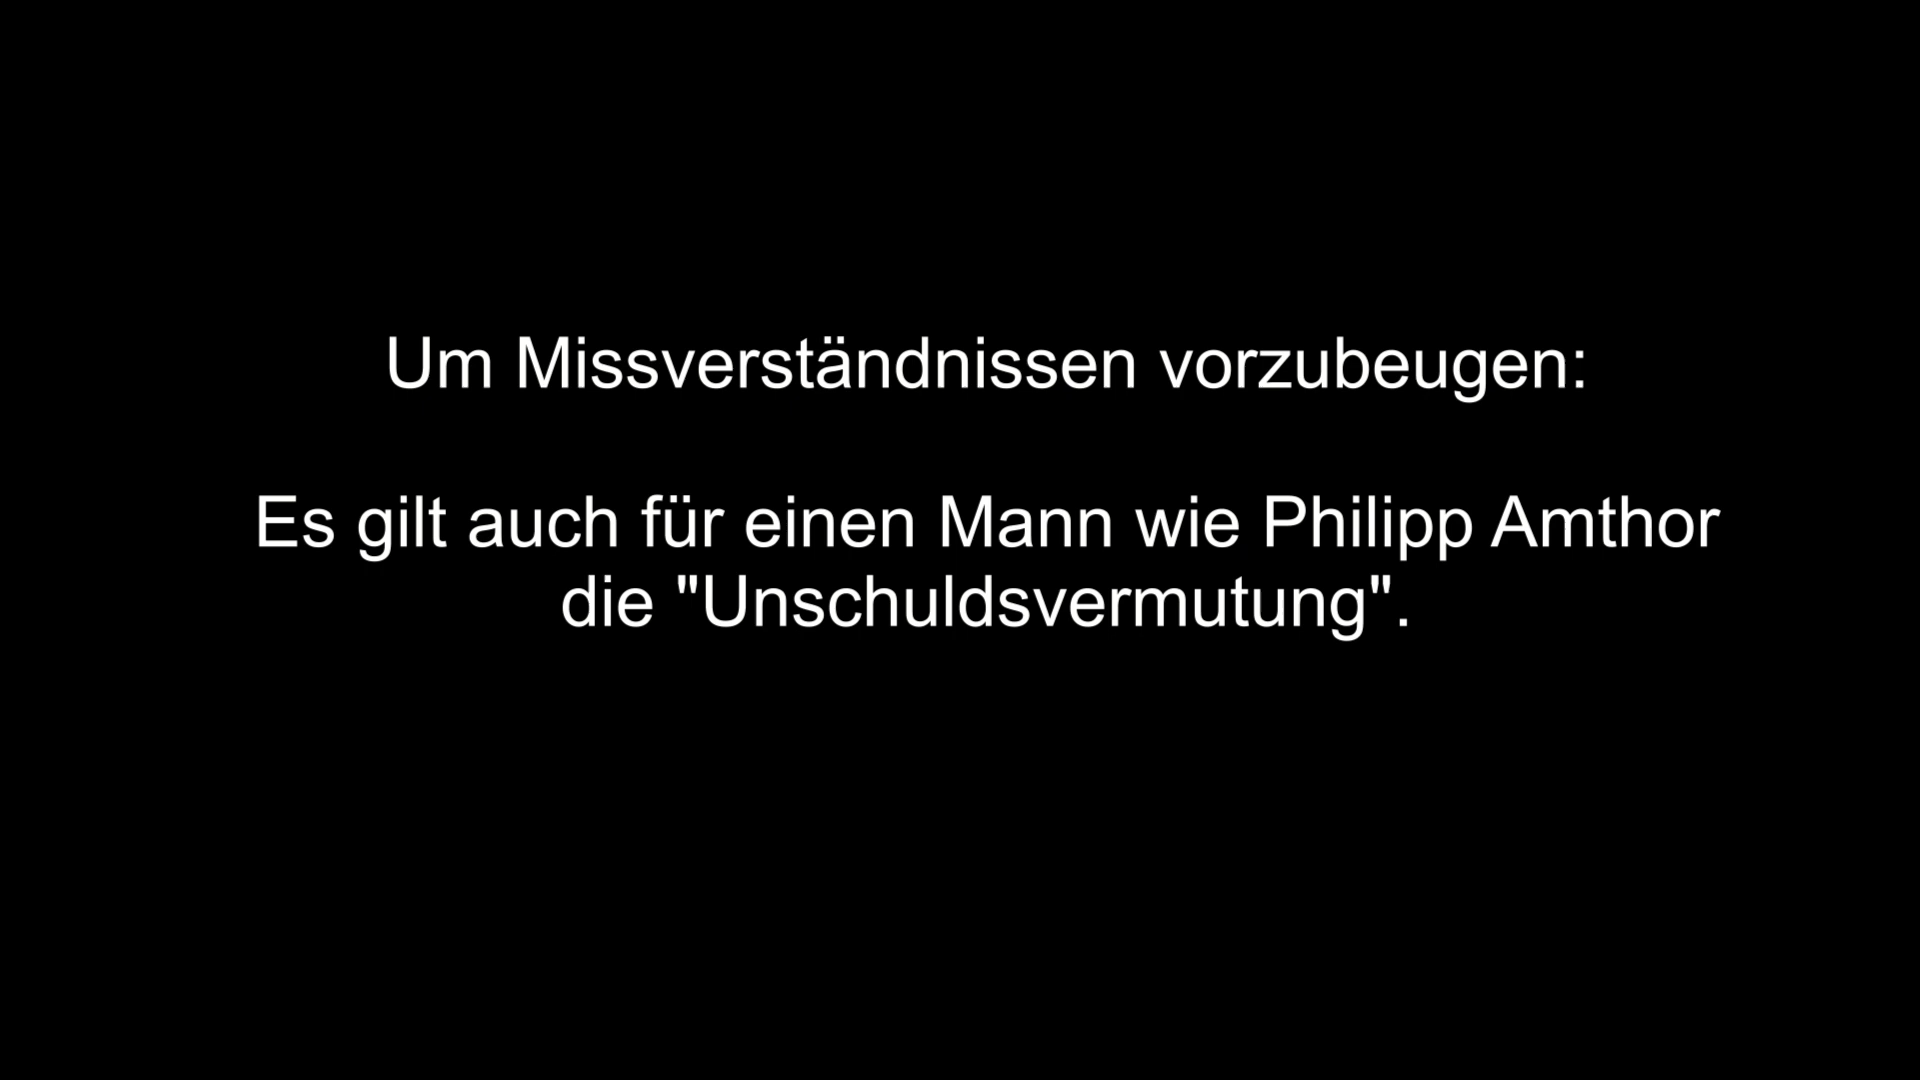 Um Missverständnissen vorzubeugen:
Es gilt auch für einen Mann wie Philipp Amthor
die "Unschuldsvermutung".